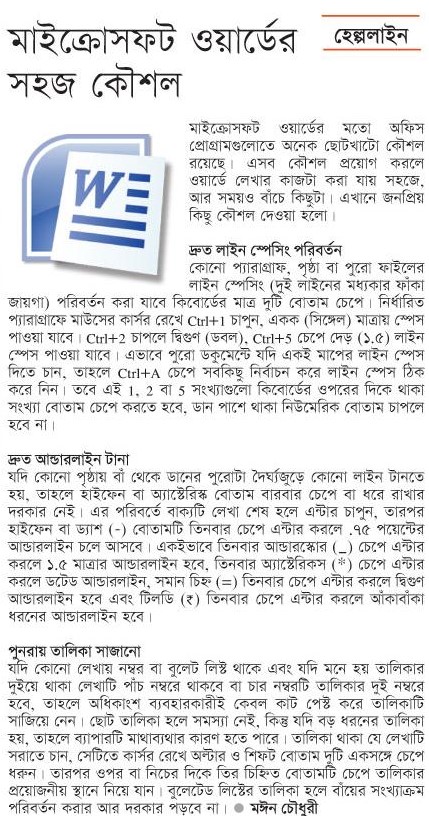 মাইক্রোসফট ওয়ার্ডের
সহজ কৌশল
হেল্পলাইন
W
মাইক্রোসফট ওয়ার্ডের মতো অফিস
প্রোগ্রামগুলোতে অনেক ছোটখাটো কৌশল
রয়েছে। এসব কৌশল প্রয়োগ করলে
ওয়ার্ডে লেখার কাজটা করা যায় সহজে,
আর সময়ও বাঁচে কিছুটা। এখানে জনপ্রিয়
কিছু কৌশল দেওয়া হলো।
দ্রুত লাইন স্পেসিং পরিবর্তন
কোনো প্যারাগ্রাফ, পৃষ্ঠা বা পুরো ফাইলের
লাইন স্পেসিং (দুই লাইনের মধ্যকার ফাঁকা
জায়গা) পরিবর্তন করা যাবে কিবোর্ডের মাত্র দুটি বোতাম চেপে। নির্ধারিত
প্যারাগ্রাফে মাউসের কার্সর রেখে Ctrl+1 চাপুন, একক (সিঙ্গেল) মাত্রায় স্পেস
পাওয়া যাবে। Ctrl+2 চাপলে দ্বিগুণ (ডবল), Ctrl+5 চেপে দেড় (১.৫) লাইন
স্পেস পাওয়া যাবে। এভাবে পুরো ডকুমেন্টে যদি একই মাপের লাইন স্পেস
দিতে চান, তাহলে Ctrl+A চেপে সবকিছু নির্বাচন করে লাইন স্পেস ঠিক
করে নিন। তবে এই 1, 2 বা 5 সংখ্যাগুলো কিবোর্ডের ওপরের দিকে থাকা
সংখ্যা বোতাম চেপে করতে হবে, ডান পাশে থাকা নিউমেরিক বোতাম চাপলে
হবে না।
দ্রুত আন্ডারলাইন টানা
যদি কোনো পৃষ্ঠায় বাঁ থেকে ডানের পুরোটা দৈর্ঘ্যজুড়ে কোনো লাইন টানতে
হয়, তাহলে হাইফেন বা অ্যাস্টেরিস্ক বোতাম বারবার চেপে বা ধরে রাখার
দরকার নেই। এর পরিবর্তে বাক্যটি লেখা শেষ হলে এন্টার চাপুন, তারপর
হাইফেন বা ড্যাশ (-) বোতামটি তিনবার চেপে এন্টার করলে .৭৫ পয়েন্টের
আন্ডারলাইন চলে আসবে। একইভাবে তিনবার আন্ডারস্কোর (_) চেপে এন্টার
করলে ১.৫ মাত্রার আন্ডারলাইন হবে, তিনবার অ্যাস্টেরিকস (*) চেপে এন্টার
করলে ডটেড আন্ডারলাইন, সমান চিহ্ন (=) তিনবার চেপে এন্টার করলে দ্বিগুণ
আন্ডারলাইন হবে এবং টিলডি (₹) তিনবার চেপে এন্টার করলে আঁকাবাঁকা
ধরনের আন্ডারলাইন হবে।
পুনরায় তালিকা সাজানো
যদি কোনো লেখায় নম্বর বা বুলেট লিস্ট থাকে এবং যদি মনে হয় তালিকার
দুইয়ে থাকা লেখাটি পাঁচ নম্বরে থাকবে বা চার নম্বরটি তালিকার দুই নম্বরে
হবে, তাহলে অধিকাংশ ব্যবহারকারীই কেবল কাট পেস্ট করে তালিকাটি
সাজিয়ে নেন। ছোট তালিকা হলে সমস্যা নেই, কিন্তু যদি বড় ধরনের তালিকা
হয়, তাহলে ব্যাপারটি মাথাব্যথার কারণ হতে পারে। তালিকা থাকা যে লেখাটি
সরাতে চান, সেটিতে কার্সর রেখে অল্টার ও শিফট বোতাম দুটি একসঙ্গে চেপে
ধরুন। তারপর ওপর বা নিচের দিকে তির চিহ্নিত বোতামটি চেপে তালিকার
প্রয়োজনীয় স্থানে নিয়ে যান। বুলেটেড লিস্টের তালিকা হলে বাঁয়ের সংখ্যাক্রম
পরিবর্তন করার আর দরকার পড়বে না। ● মঈন চৌধুরী